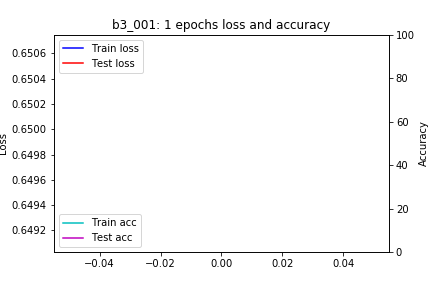 b3_001: 1 epochs loss and accuracy
Train loss
Test loss
Train acc
Test acc
Loss
0.6506
0.6504
0.6502
0.6500
0.6498
0.6496
0.6494
0.6492
Accuracy
100
80
60
40
20
0
−0.04
−0.02
0.00
0.02
0.04